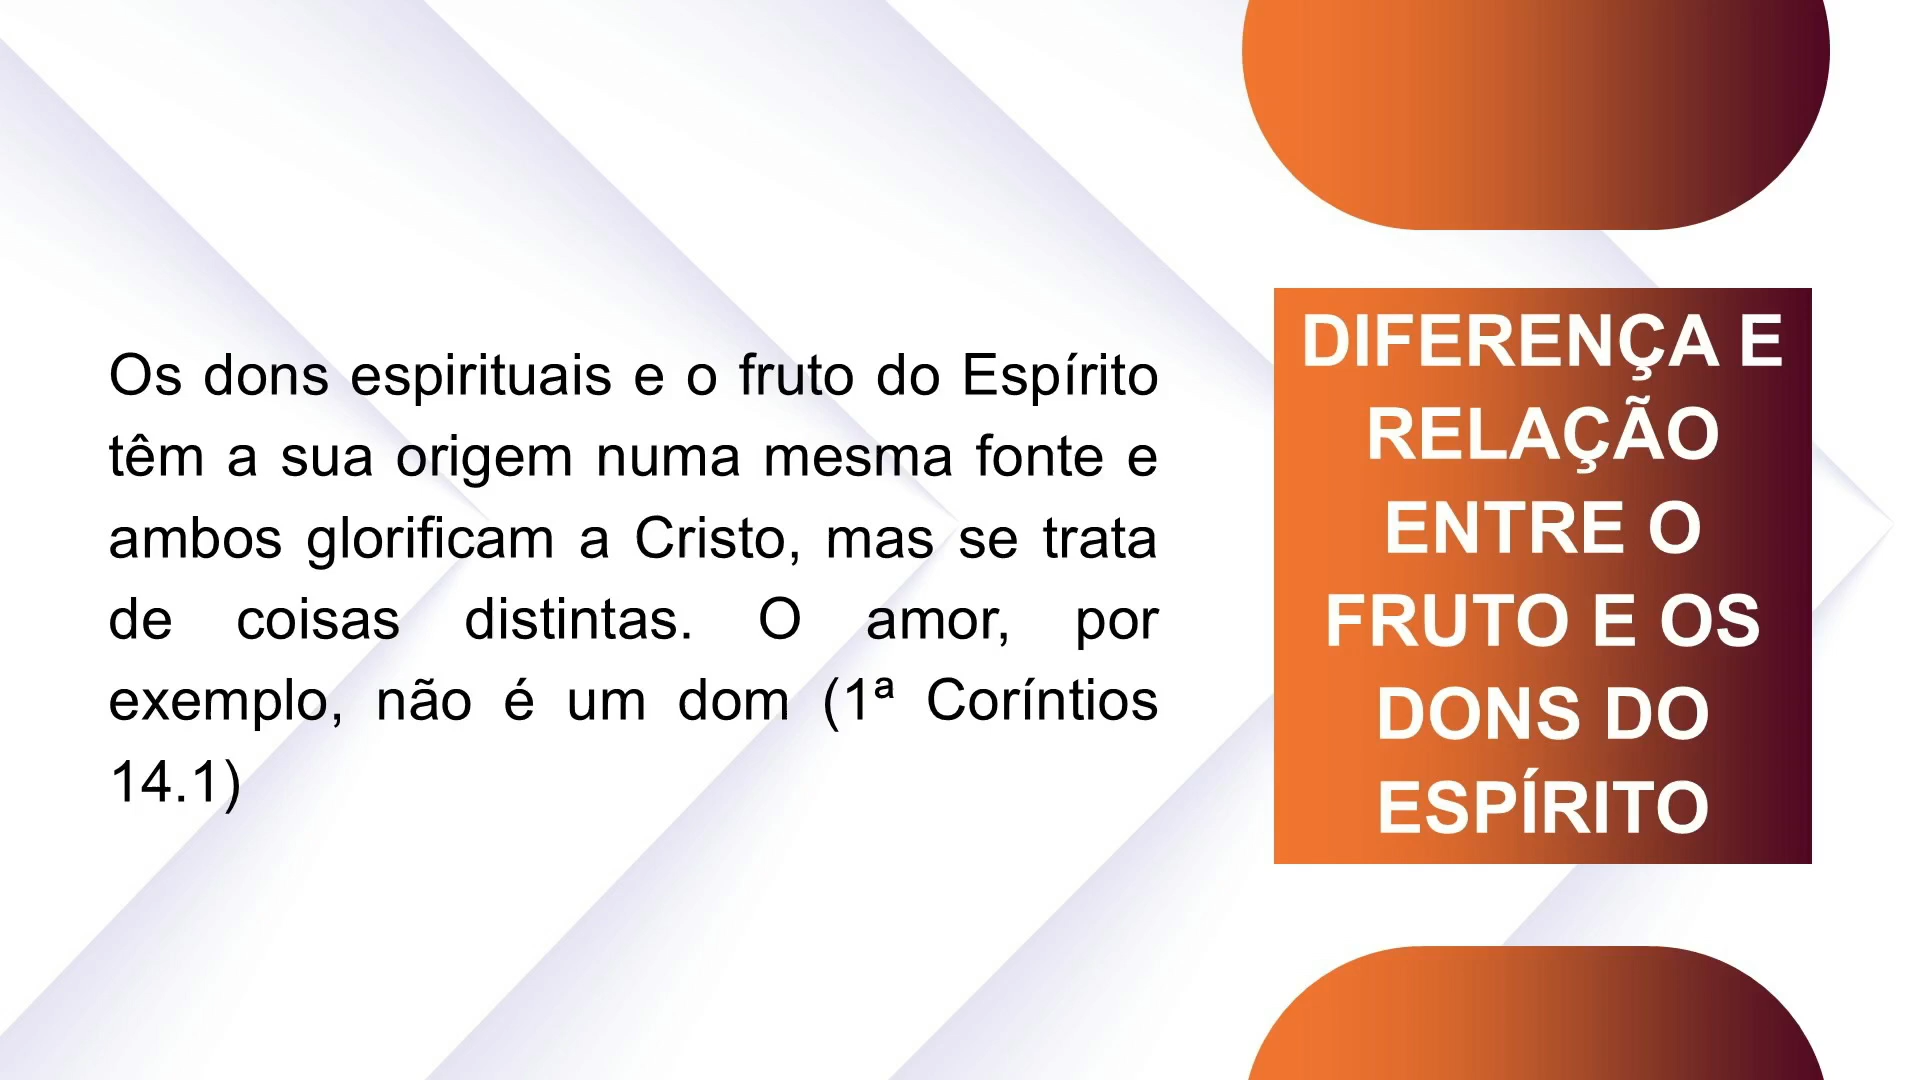 Os dons espirituais e o fruto do Espírito
têm a sua origem numa mesma fonte e
ambos glorificam a Cristo, mas se trata
de coisas distintas. O amor, por
exemplo, não é um dom (1ª Coríntios
14.1)
DIFERENÇA E
RELAÇÃO
ENTRE O
FRUTO E OS
DONS DO
ESPÍRITO